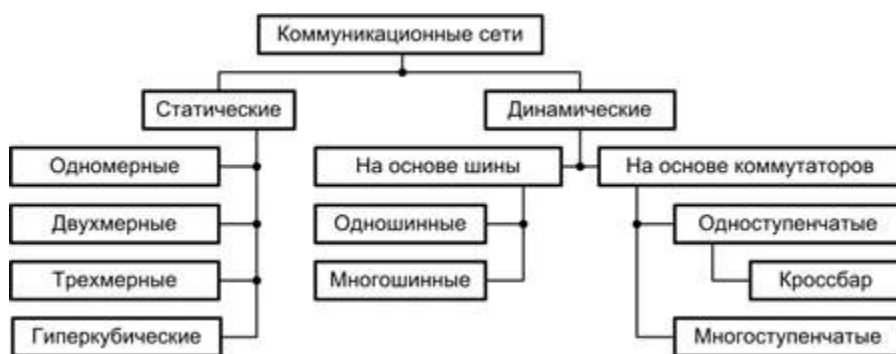 Коммуникационные сети
Статические
Динамические
Одномерные
На основе шины
На основе коммутаторов
Двухмерные
Одношинные
Одноступенчатые
Трехмерные
Многошинные
Кроссбар
Гиперкубические
Многоступенчатые